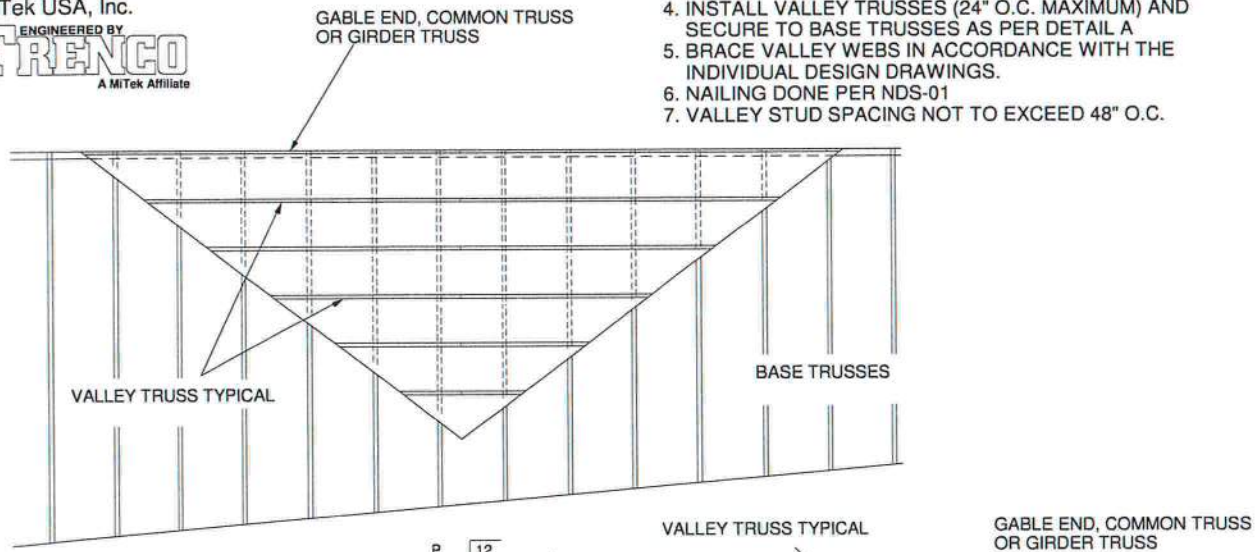 Tek USA, Inc.
ENGINEERED BY
TRENCO
A MiTek Affiliate
GABLE END, COMMON TRUSS
OR GIRDER TRUSS
4. INSTALL VALLEY TRUSSES (24" O.C. MAXIMUM) AND
SECURE TO BASE TRUSSES AS PER DETAIL A
5. BRACE VALLEY WEBS IN ACCORDANCE WITH THE
INDIVIDUAL DESIGN DRAWINGS.
6. NAILING DONE PER NDS-01
7. VALLEY STUD SPACING NOT TO EXCEED 48" O.C.
VALLEY TRUSS TYPICAL
BASE TRUSSES
VALLEY TRUSS TYPICAL
GABLE END, COMMON TRUSS
OR GIRDER TRUSS
P 12